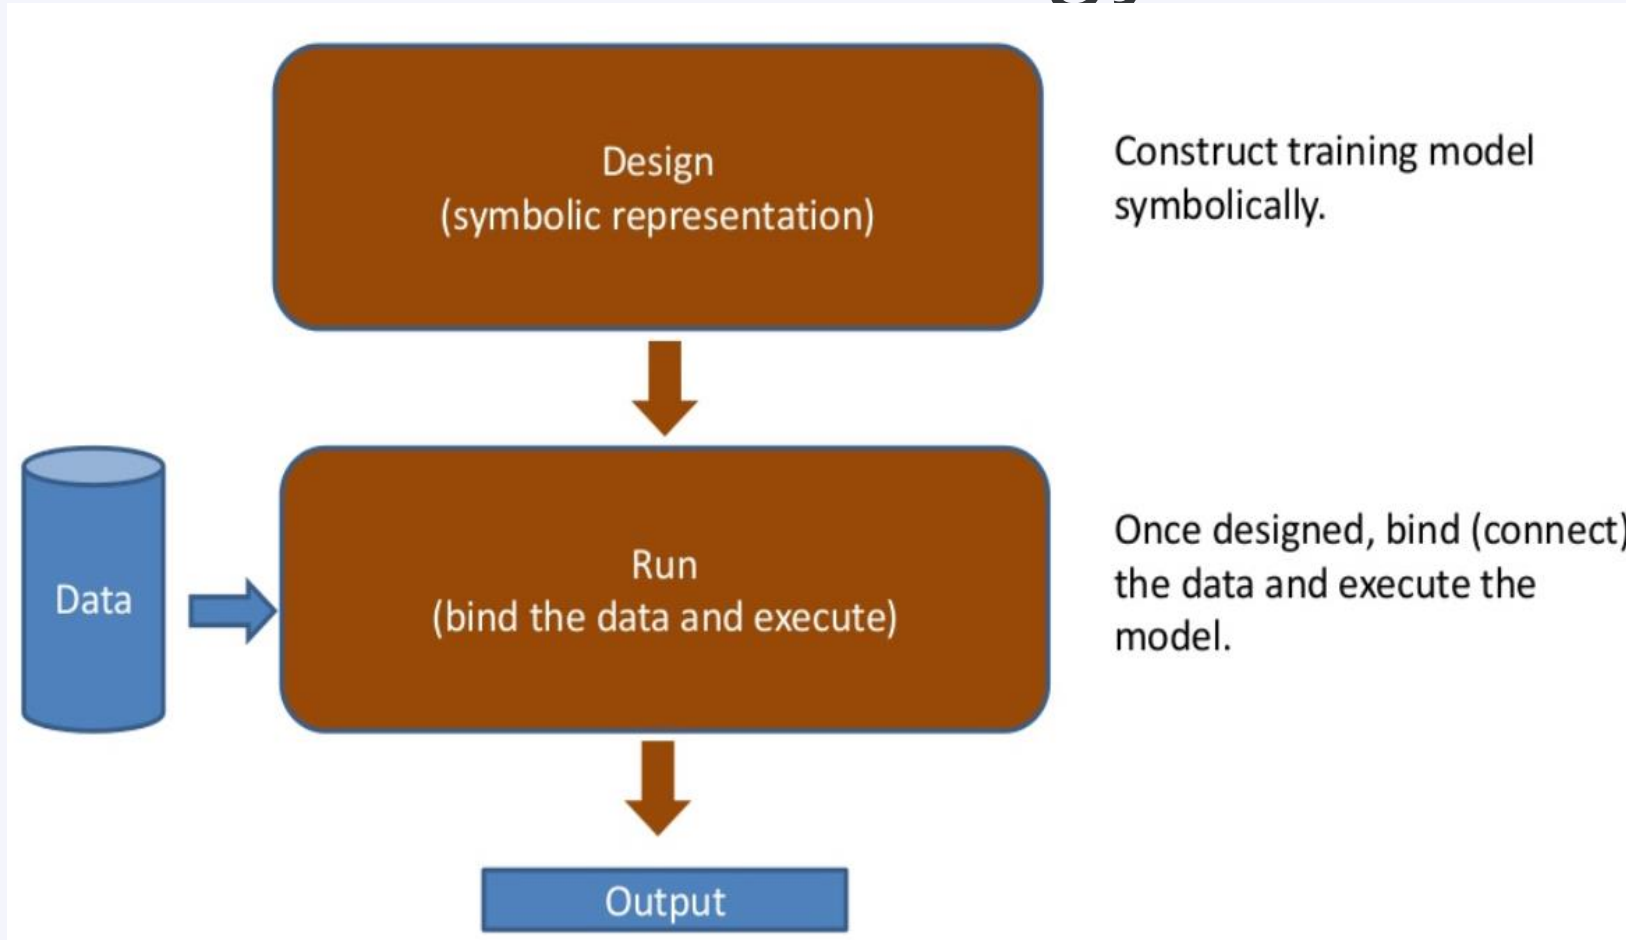 Design
(symbolic representation)
Construct training model
symbolically.
Data
Run
(bind the data and execute)
Once designed, bind (connect)
the data and execute the
model.
Output